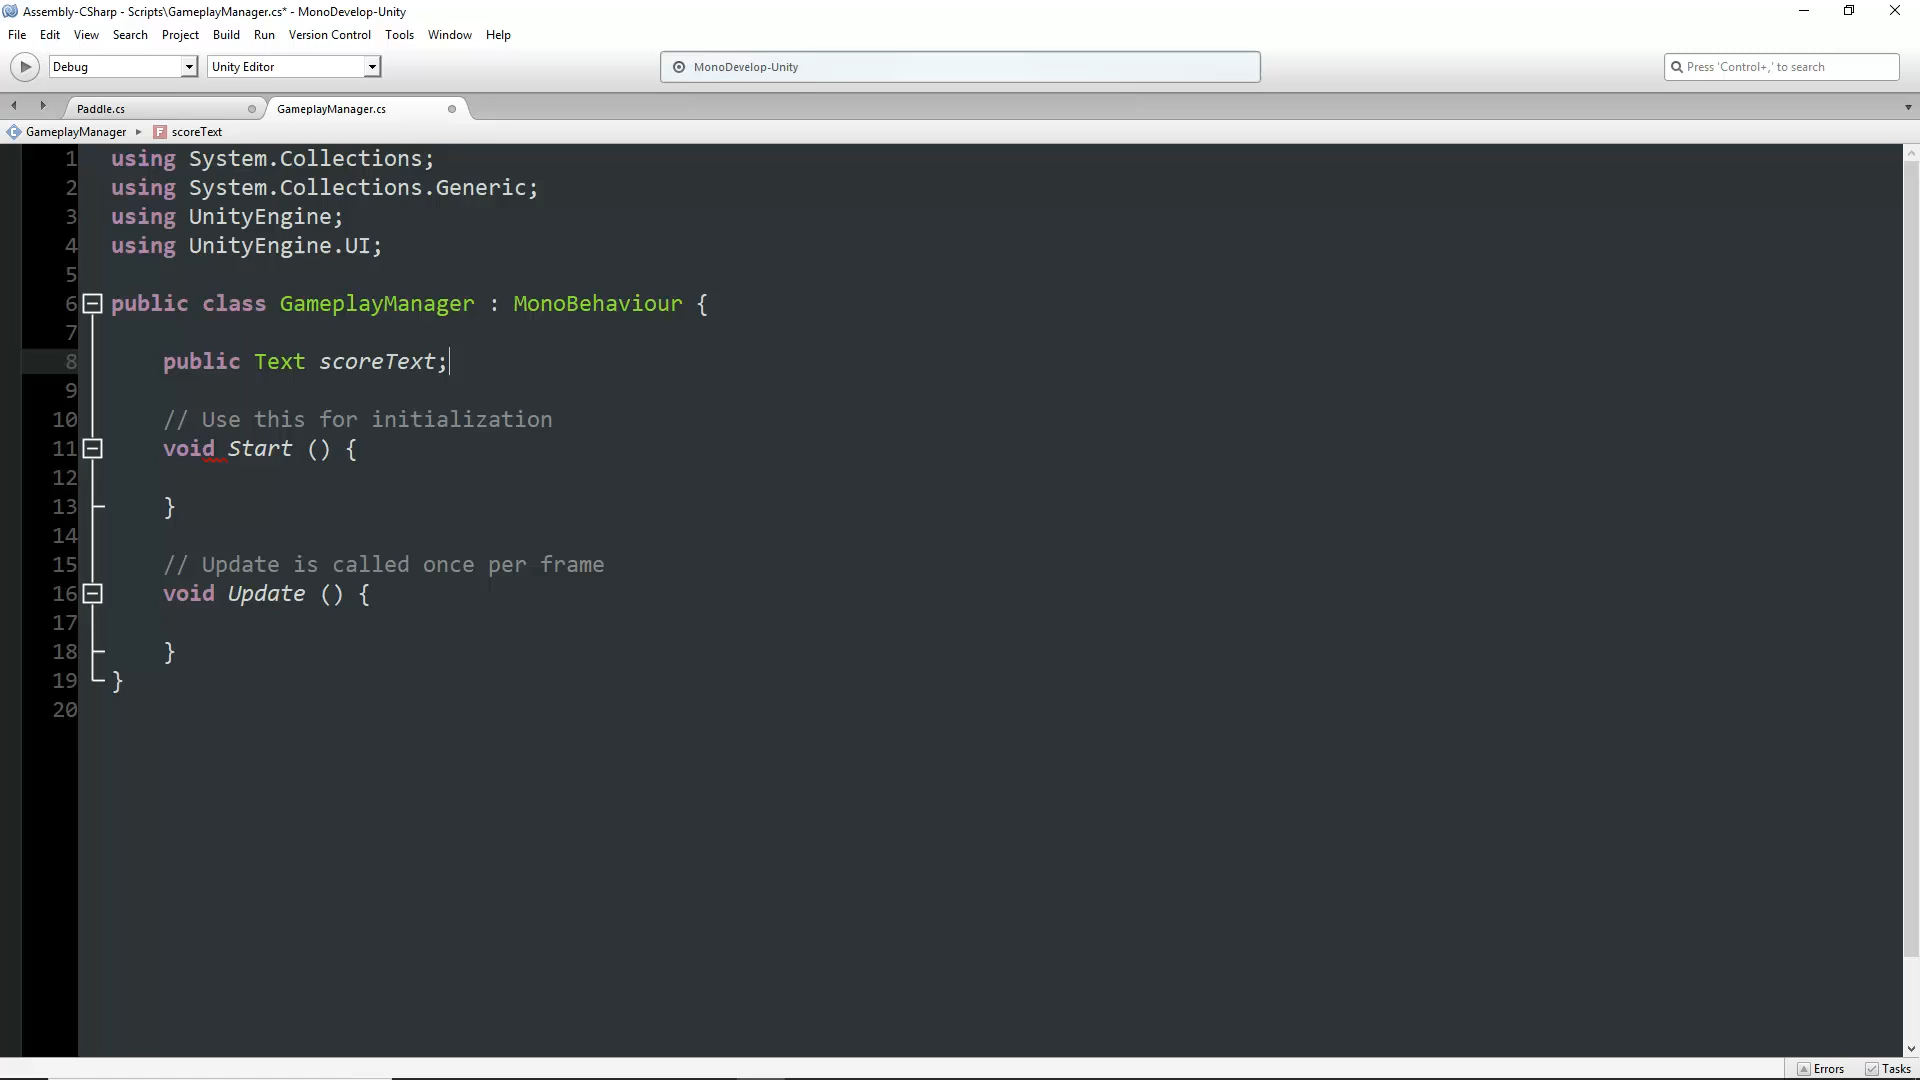 Assembly-CSharp - Scripts\GameplayManager.cs* - MonoDevelop-Unity
File Edit View Search Project Build Run Version Control Tools Window Help
Debug Unity Editor MonoDevelop-Unity Press 'Control+,' to search
Paddle.cs GameplayManager.cs
GameplayManager scoreText
1 using System.Collections;
2 using System.Collections.Generic;
3 using UnityEngine;
4 using UnityEngine.UI;
5
6 public class GameplayManager : MonoBehaviour {
7
8 public Text scoreText;
9
10 // Use this for initialization
11 void Start () {
12
13 }
14
15 // Update is called once per frame
16 void Update () {
17
18 }
19 }
20
Errors Tasks